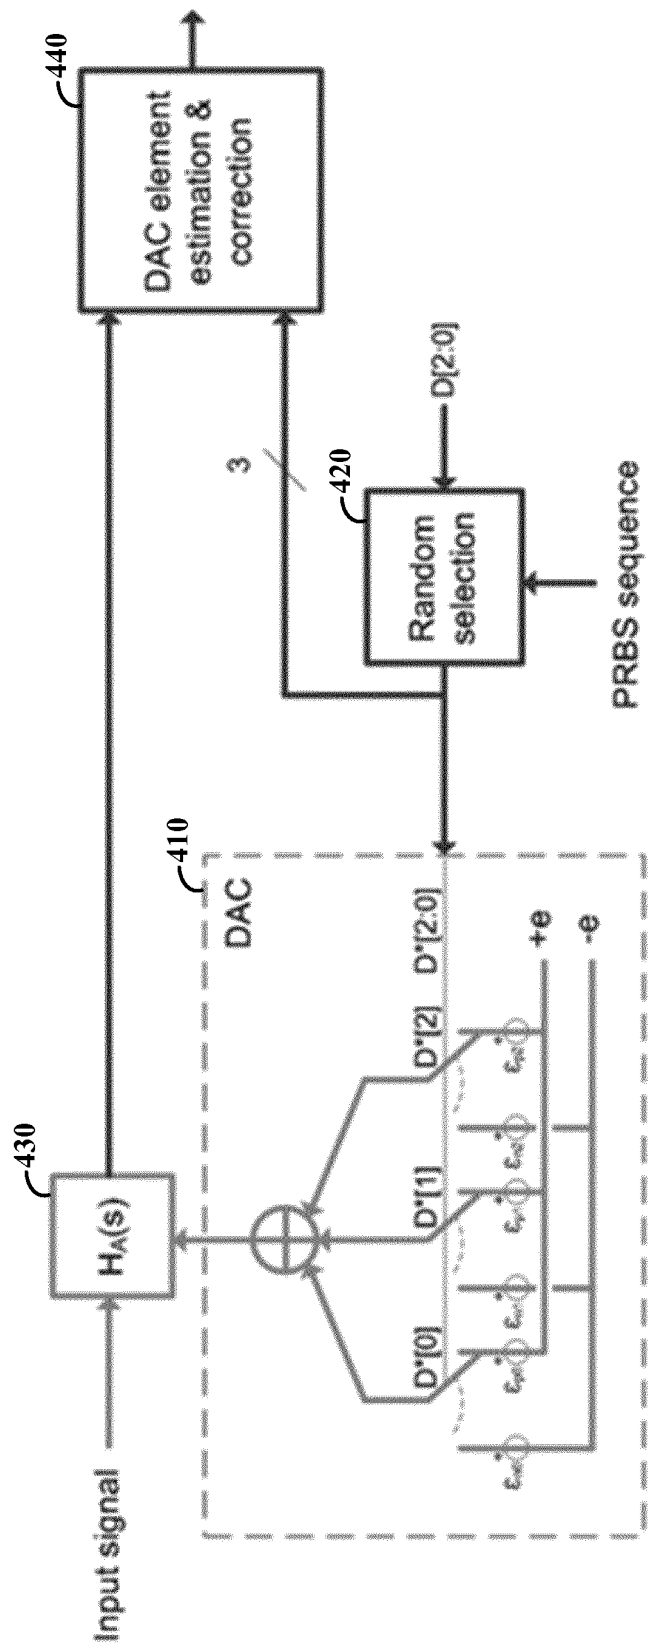 Input signal
430
H_A(s)
440
DAC element
estimation &
correction
3
410
DAC
420
Random
selection
D[2:0]
PRBS sequence
D*[0]
D*[1]
D*[2]
D*[2:0]
+e
-e